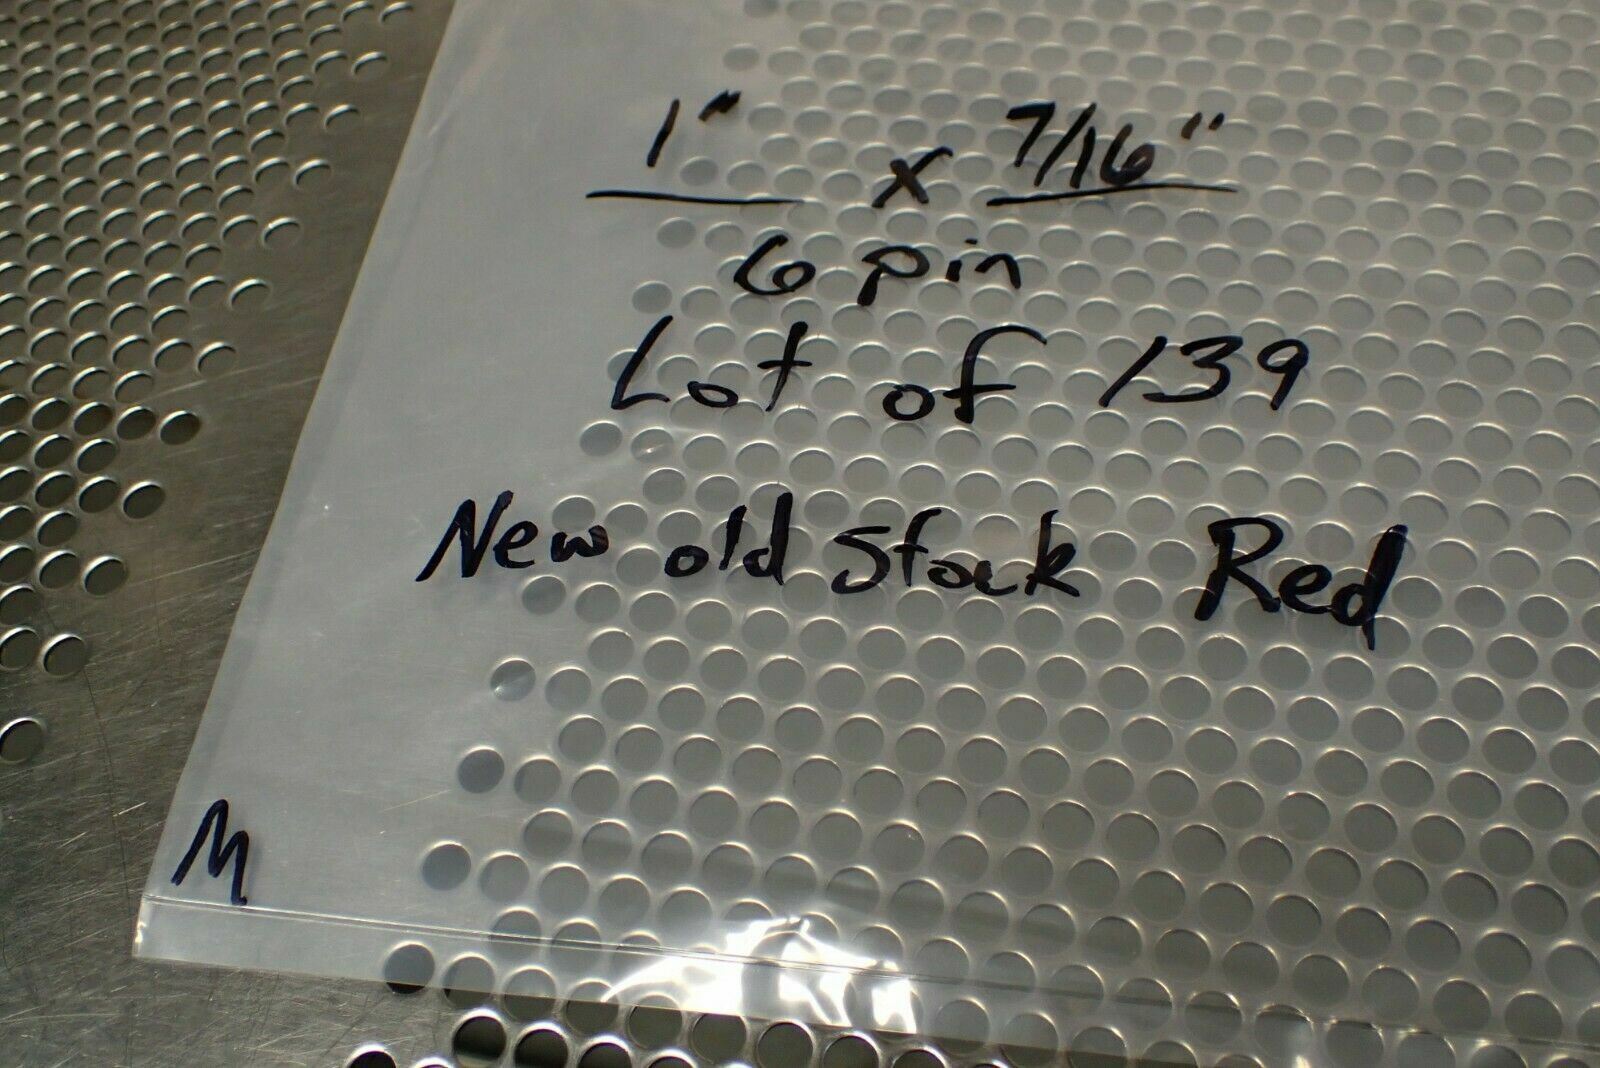 1" x 7/16"
6 pin
Lot of 139
New old Stock Red
M